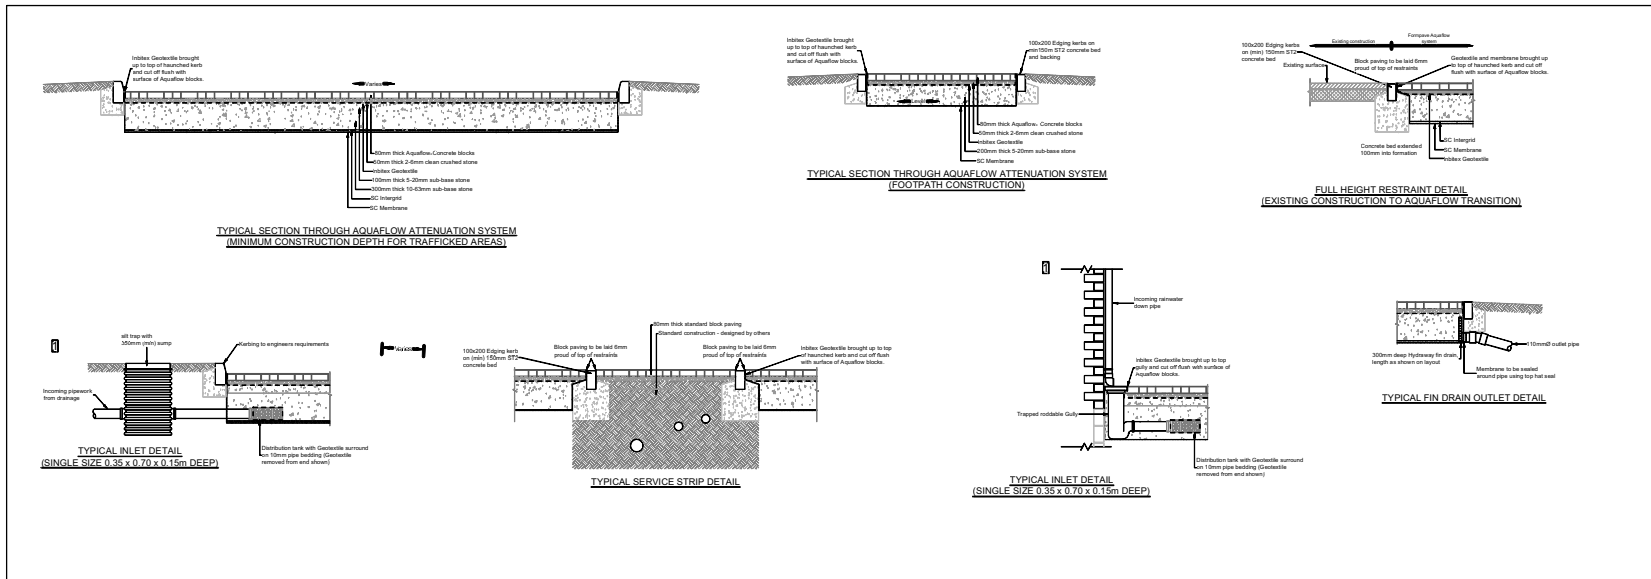 Inbitex Geotextile brought
up to top of haunched kerb
and cut off flush with
surface of Aquaflow blocks.
Varies
80mm thick Aquaflow Concrete blocks
50mm thick 2-6mm clean crushed stone
Inbitex Geotextile
100mm thick 5-20mm sub-base stone
300mm thick 10-63mm sub-base stone
SC Intergrid
SC Membrane
TYPICAL SECTION THROUGH AQUAFLOW ATTENUATION SYSTEM
(MINIMUM CONSTRUCTION DEPTH FOR TRAFFICKED AREAS)
Inbitex Geotextile brought
up to top of haunched kerb
and cut off flush with
surface of Aquaflow blocks.
100x200 Edging kerbs on
min150m ST2 concrete bed
and backing
80mm thick Aquaflow Concrete blocks
50mm thick 2-6mm clean crushed stone
Inbitex Geotextile
200mm thick 5-20mm sub-base stone
SC Membrane
TYPICAL SECTION THROUGH AQUAFLOW ATTENUATION SYSTEM
(FOOTPATH CONSTRUCTION)
Existing construction
Formpave Aquaflow
system
100x200 Edging kerbs
on (min) 150mm ST2
concrete bed
Existing surface
Block paving to be laid 6mm
proud of top of restraints
Geotextile and membrane brought up
to top of haunched kerb and cut off
flush with surface of Aquaflow blocks.
Concrete bed extended
100mm into formation
SC Intergrid
SC Membrane
Inbitex Geotextile
FULL HEIGHT RESTRAINT DETAIL
(EXISTING CONSTRUCTION TO AQUAFLOW TRANSITION)
1
silt trap with
350mm (min) sump
Kerbing to engineers requirements
Incoming pipework
from drainage
Distribution tank with Geotextile surround
on 10mm pipe bedding (Geotextile
removed from end shown)
TYPICAL INLET DETAIL
(SINGLE SIZE 0.35 x 0.70 x 0.15m DEEP)
Varies
80mm thick standard block paving
Standard construction - designed by others
100x200 Edging kerb
on (min) 150mm ST2
concrete bed
Block paving to be laid 6mm
proud of top of restraints
Block paving to be laid 6mm
proud of top of restraints
Inbitex Geotextile brought up to top
of haunched kerb and cut off flush
with surface of Aquaflow blocks.
TYPICAL SERVICE STRIP DETAIL
1
Incoming rainwater
down pipe
Inbitex Geotextile brought up to top
gully and cut off flush with surface of
Aquaflow blocks.
Trapped roddable Gully
Distribution tank with Geotextile surround
on 10mm pipe bedding (Geotextile
removed from end shown)
TYPICAL INLET DETAIL
(SINGLE SIZE 0.35 x 0.70 x 0.15m DEEP)
110mmØ outlet pipe
300mm deep Hydraway fin drain,
length as shown on layout
Membrane to be sealed
around pipe using top hat seal
TYPICAL FIN DRAIN OUTLET DETAIL